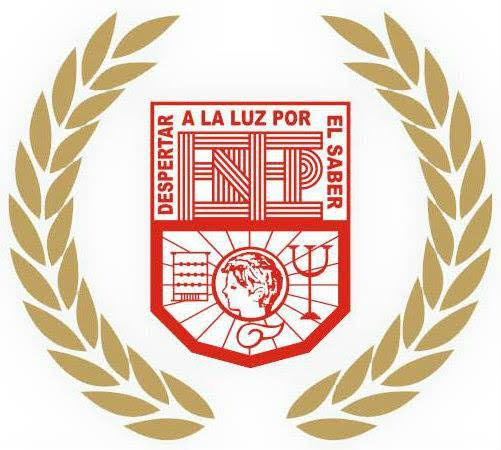 DESPERTAR
A LA LUZ POR
EL SABER
ENP